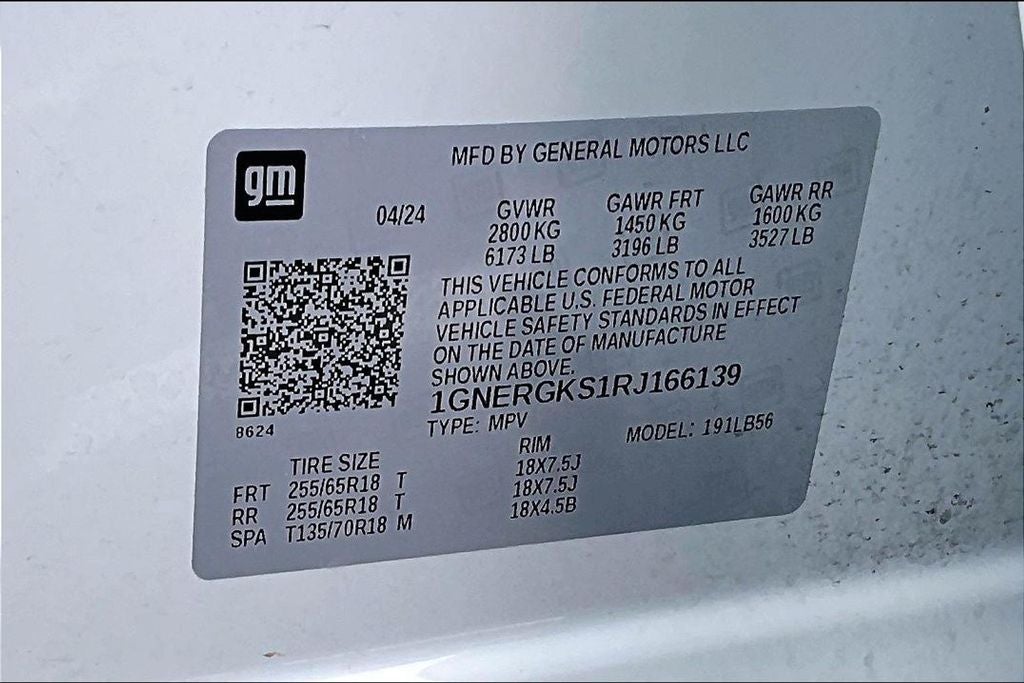 gm
MFD BY GENERAL MOTORS LLC
04/24
GVWR
2800 KG
6173 LB
GAWR FRT
1450 KG
3196 LB
GAWR RR
1600 KG
3527 LB
THIS VEHICLE CONFORMS TO ALL
APPLICABLE U.S. FEDERAL MOTOR
VEHICLE SAFETY STANDARDS IN EFFECT
ON THE DATE OF MANUFACTURE
SHOWN ABOVE.
1GNERGKS1RJ166139
TYPE: MPV
MODEL: 191LB56
8624
TIRE SIZE RIM
FRT 255/65R18 T 18X7.5J
RR 255/65R18 T 18X7.5J
SPA T135/70R18 M 18X4.5B